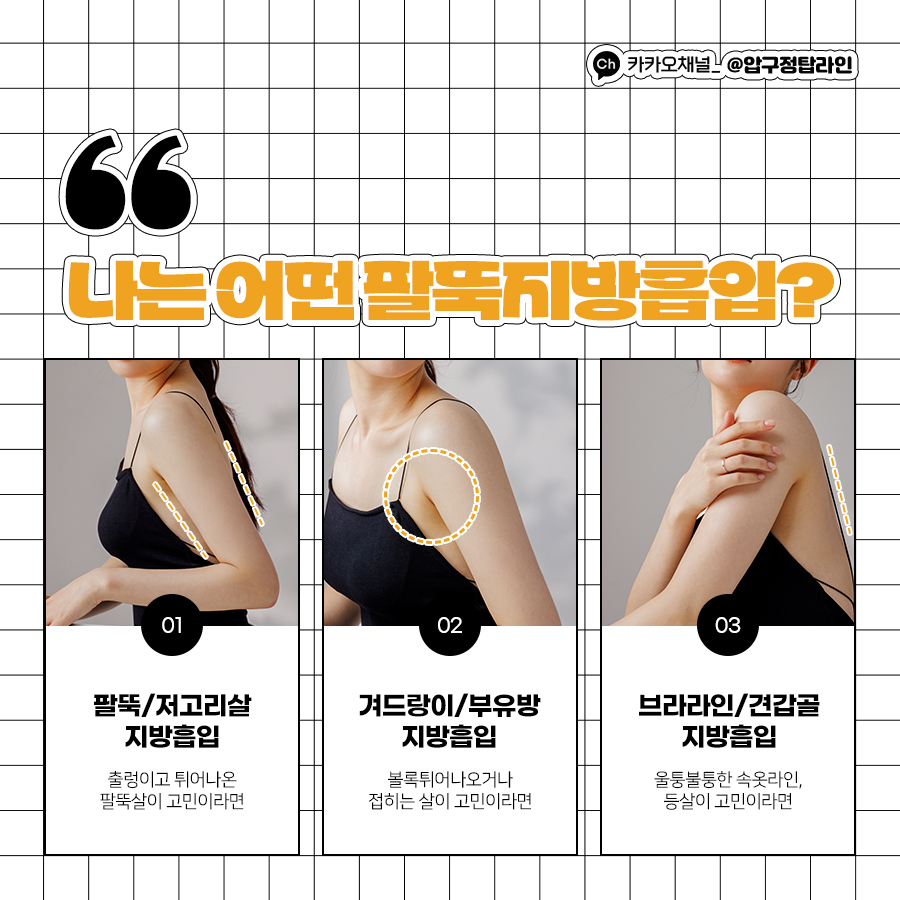 Ch 카카오채널_ @압구정탑라인
나는 어떤 팔뚝지방흡입?
01
팔뚝/저고리살
지방흡입
출렁이고 튀어나온
팔뚝살이 고민이라면
02
겨드랑이/부유방
지방흡입
볼록튀어나오거나
접히는 살이 고민이라면
03
브라라인/견갑골
지방흡입
울퉁불퉁한 속옷라인,
등살이 고민이라면